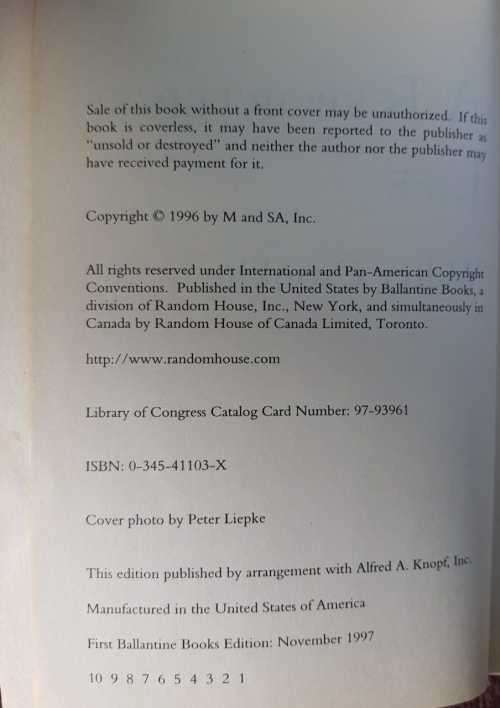 Sale of this book without a front cover may be unauthorized. If this
book is coverless, it may have been reported to the publisher as
"unsold or destroyed" and neither the author nor the publisher may
have received payment for it.
Copyright © 1996 by M and SA, Inc.
All rights reserved under International and Pan-American Copyright
Conventions. Published in the United States by Ballantine Books, a
division of Random House, Inc., New York, and simultaneously in
Canada by Random House of Canada Limited, Toronto.
http://www.randomhouse.com
Library of Congress Catalog Card Number: 97-93961
ISBN: 0-345-41103-X
Cover photo by Peter Liepke
This edition published by arrangement with Alfred A. Knopf, Inc.
Manufactured in the United States of America
First Ballantine Books Edition: November 1997
10 9 8 7 6 5 4 3 2 1